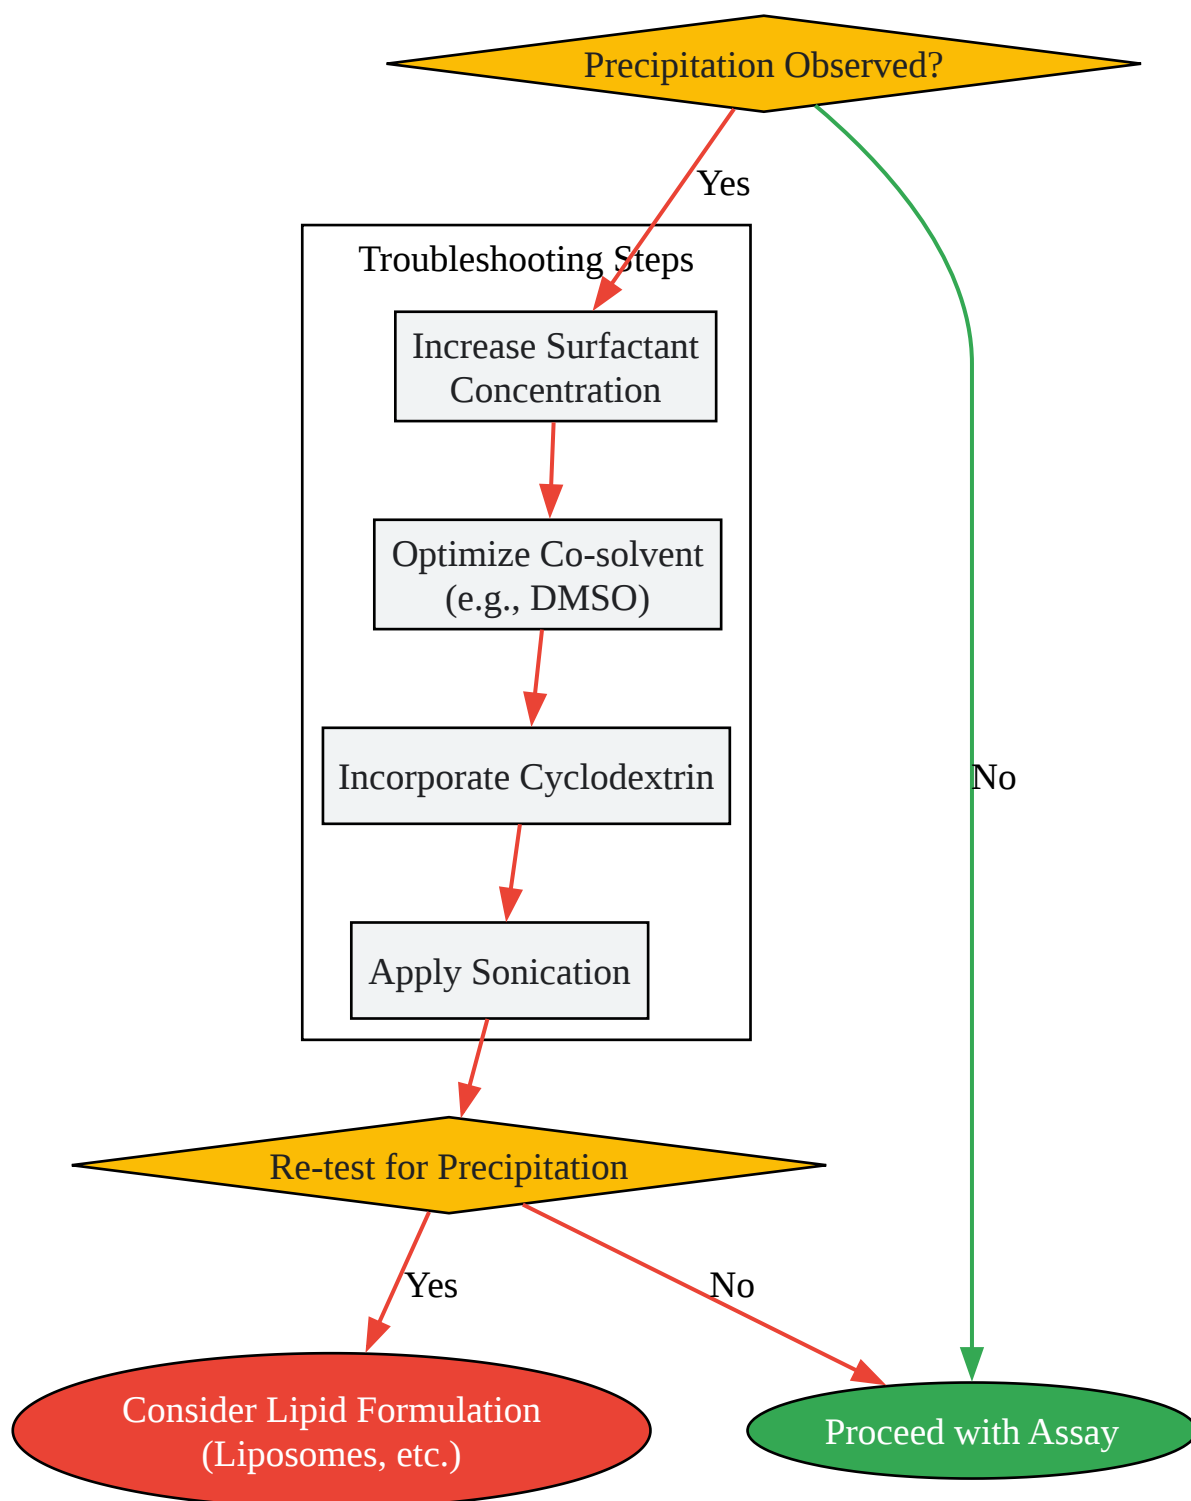 Precipitation Observed?
Yes
Troubleshooting Steps
Increase Surfactant
Concentration
Optimize Co-solvent
(e.g., DMSO)
Incorporate Cyclodextrin
No
Apply Sonication
Re-test for Precipitation
Yes
No
Consider Lipid Formulation
(Liposomes, etc.)
Proceed with Assay